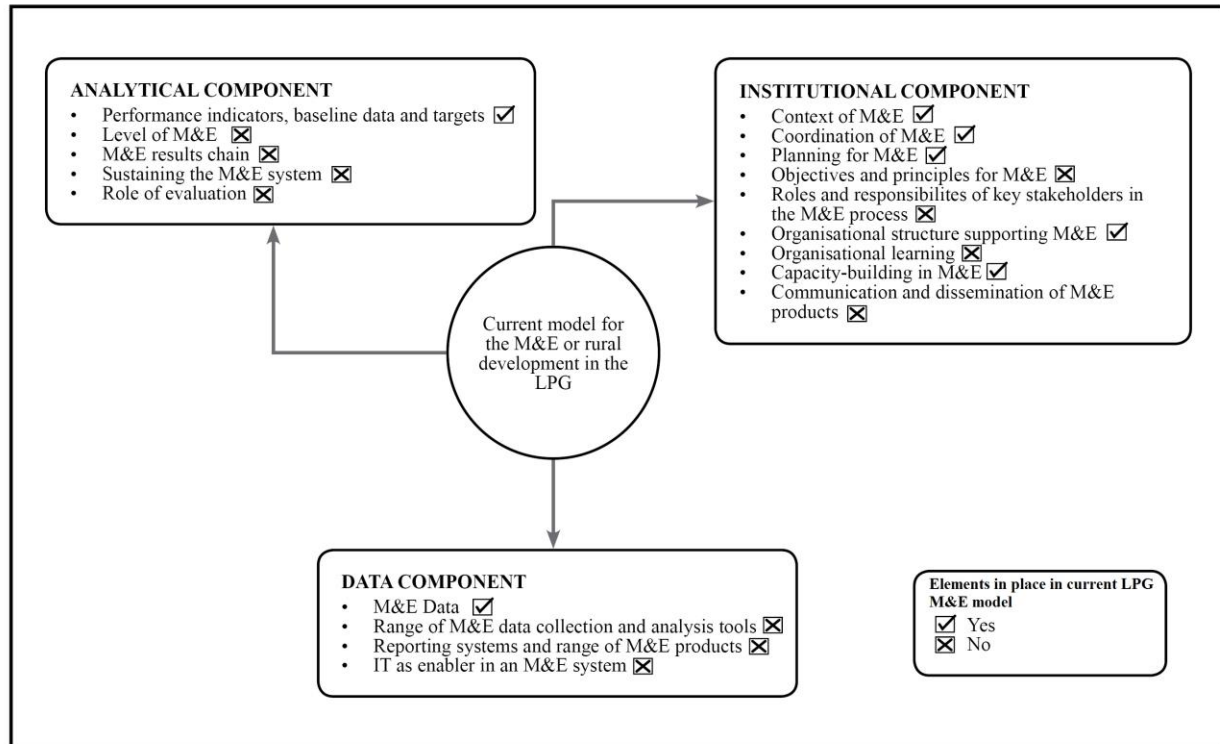 ANALYTICAL COMPONENT
• Performance indicators, baseline data and targets ☑
• Level of M&E ☒
• M&E results chain ☒
• Sustaining the M&E system ☒
• Role of evaluation ☒
INSTITUTIONAL COMPONENT
• Context of M&E ☑
• Coordination of M&E ☑
• Planning for M&E ☑
• Objectives and principles for M&E ☒
• Roles and responsibilites of key stakeholders in
the M&E process ☒
• Organisational structure supporting M&E ☑
• Organisational learning ☒
• Capacity-building in M&E ☑
• Communication and dissemination of M&E
products ☒
Current model for
the M&E or rural
development in the
LPG
DATA COMPONENT
• M&E Data ☑
• Range of M&E data collection and analysis tools ☒
• Reporting systems and range of M&E products ☒
• IT as enabler in an M&E system ☒
Elements in place in current LPG
M&E model
☑ Yes
☒ No